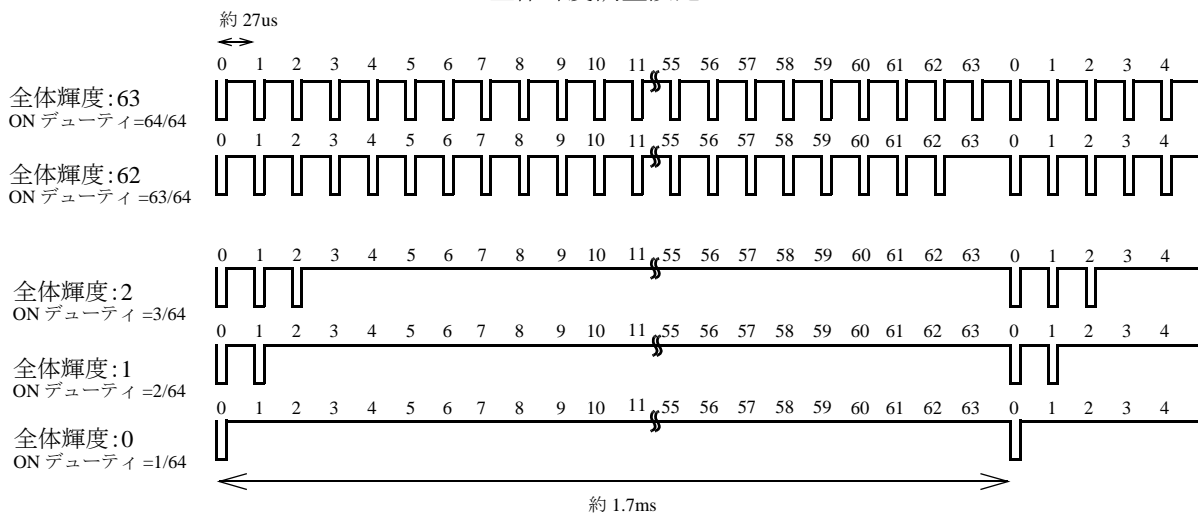 約 27us
0 1 2 3 4 5 6 7 8 9 10 11 55 56 57 58 59 60 61 62 63 0 1 2 3 4
全体輝度:63
ON デューティ=64/64
0 1 2 3 4 5 6 7 8 9 10 11 55 56 57 58 59 60 61 62 63 0 1 2 3 4
全体輝度:62
ON デューティ =63/64
0 1 2 3 4 5 6 7 8 9 10 11 55 56 57 58 59 60 61 62 63 0 1 2 3 4
全体輝度:2
ON デューティ =3/64
0 1 2 3 4 5 6 7 8 9 10 11 55 56 57 58 59 60 61 62 63 0 1 2 3 4
全体輝度:1
ON デューティ =2/64
0 1 2 3 4 5 6 7 8 9 10 11 55 56 57 58 59 60 61 62 63 0 1 2 3 4
全体輝度:0
ON デューティ =1/64
約 1.7ms